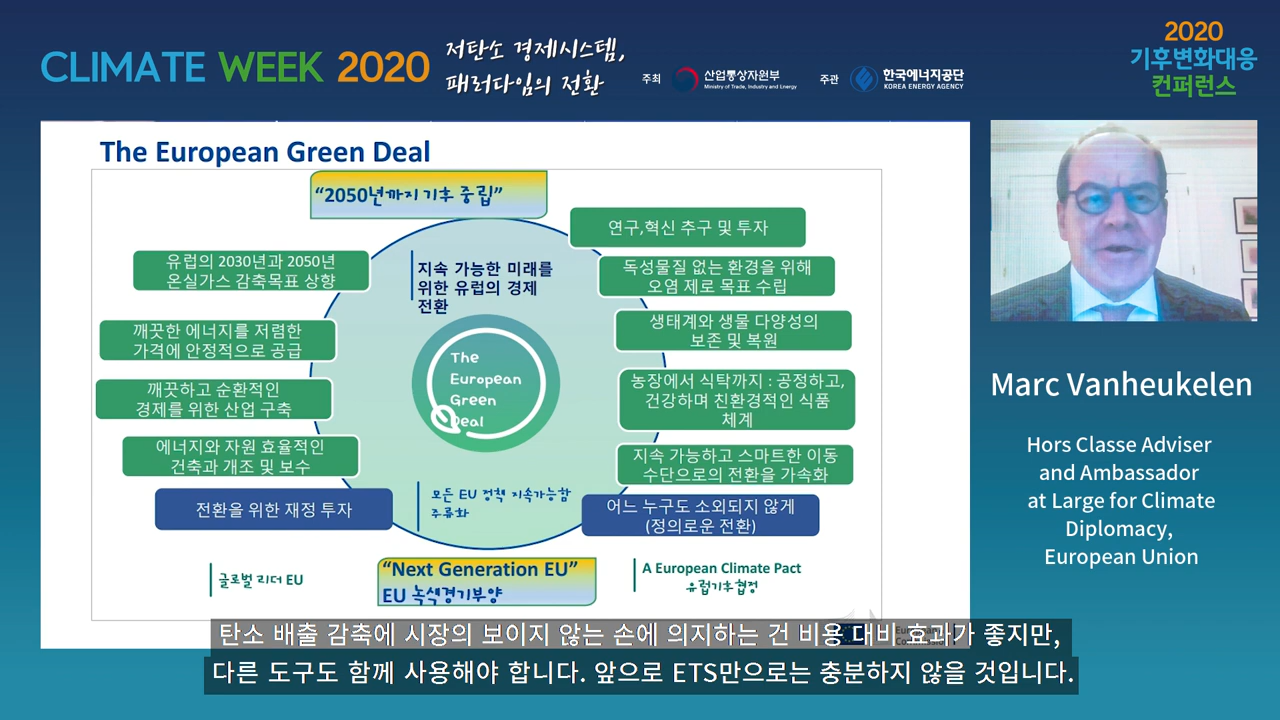 CLIMATE WEEK 2020
저탄소 경제시스템,
패러다임의 전환
주최
산업통상자원부
Ministry of Trade, Industry and Energy
주관
한국에너지공단
KOREA ENERGY AGENCY
2020
기후변화대응
컨퍼런스
The European Green Deal
“2050년까지 기후 중립”
유럽의 2030년과 2050년
온실가스 감축목표 상향
깨끗한 에너지를 저렴한
가격에 안정적으로 공급
깨끗하고 순환적인
경제를 위한 산업 구축
에너지와 자원 효율적인
건축과 개조 및 보수
전환을 위한 재정 투자
지속 가능한 미래를
위한 유럽의 경제
전환
The
European
Green
Deal
모든 EU 정책 지속가능함
주류화
연구,혁신 추구 및 투자
독성물질 없는 환경을 위해
오염 제로 목표 수립
생태계와 생물 다양성의
보존 및 복원
농장에서 식탁까지 : 공정하고,
건강하며 친환경적인 식품
체계
지속 가능하고 스마트한 이동
수단으로의 전환을 가속화
어느 누구도 소외되지 않게
(정의로운 전환)
글로벌 리더 EU
“Next Generation EU”
EU 녹색경기부양
A European Climate Pact
유럽기후협정
탄소 배출 감축에 시장의 보이지 않는 손에 의지하는 건 비용 대비 효과가 좋지만,
다른 도구도 함께 사용해야 합니다. 앞으로 ETS만으로는 충분하지 않을 것입니다.
Marc Vanheukelen
Hors Classe Adviser
and Ambassador
at Large for Climate
Diplomacy,
European Union